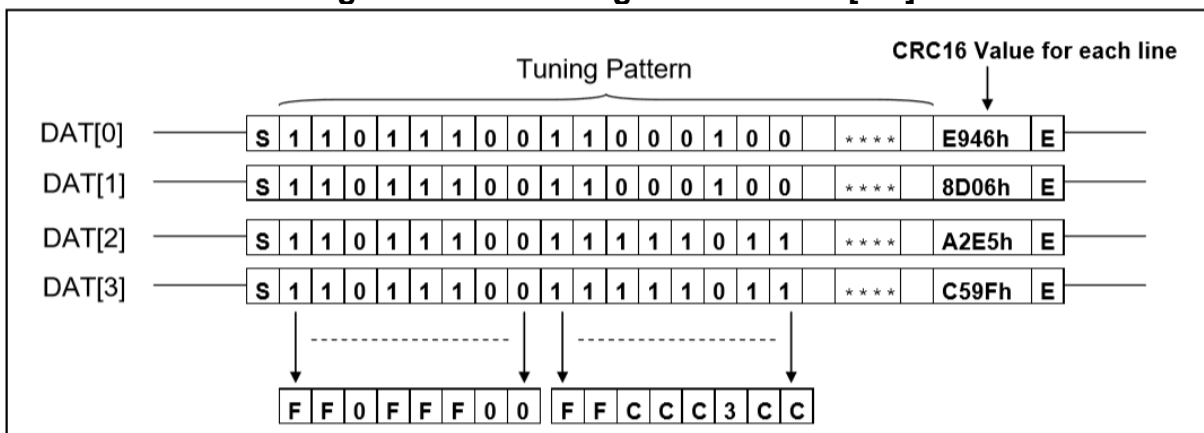 CRC16 Value for each line
Tuning Pattern
DAT[0] S 1 1 0 1 1 1 0 0 1 1 0 0 0 1 0 0 **** E946h E
DAT[1] S 1 1 0 1 1 1 0 0 1 1 0 0 0 1 0 0 **** 8D06h E
DAT[2] S 1 1 0 1 1 1 0 0 1 1 1 1 1 0 1 1 **** A2E5h E
DAT[3] S 1 1 0 1 1 1 0 0 1 1 1 1 1 0 1 1 **** C59Fh E
F F 0 F F F 0 0 F F C C C 3 C C